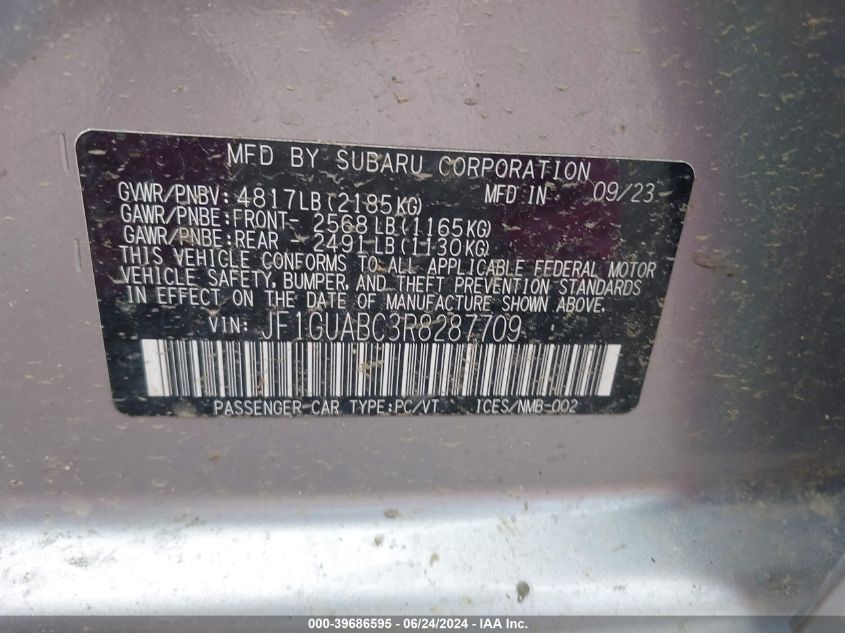 MFD BY SUBARU CORPORATION
GVWR/PNBV: 4817LB(2185KG) MFD IN 09/23
GAWR/PNBE:FRONT- 2568LB(1165KG)
GAWR/PNBE:REAR - 2491LB(1130KG)
THIS VEHICLE CONFORMS TO ALL APPLICABLE FEDERAL MOTOR
VEHICLE SAFETY, BUMPER, AND THEFT PREVENTION STANDARDS
IN EFFECT ON THE DATE OF MANUFACTURE SHOWN ABOVE.
VIN: JF1GUABC3R8287709
PASSENGER CAR TYPE:PC/VT ICES/NMB-002
000-39686595 / 06/24/2024 - IAA Inc.